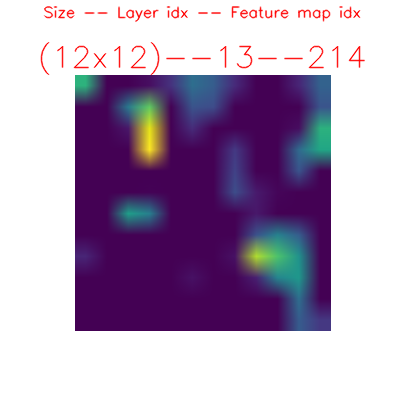 Size -- Layer idx -- Feature map idx
(12x12)--13--214